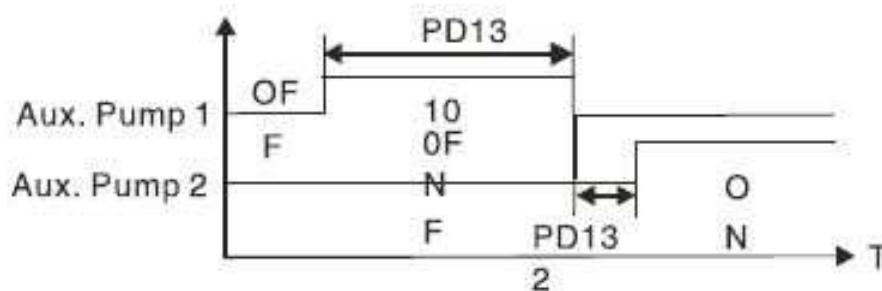 PD13
Aux. Pump 1 OF 10
F 0F
Aux. Pump 2 N O
F PD13 N T
2